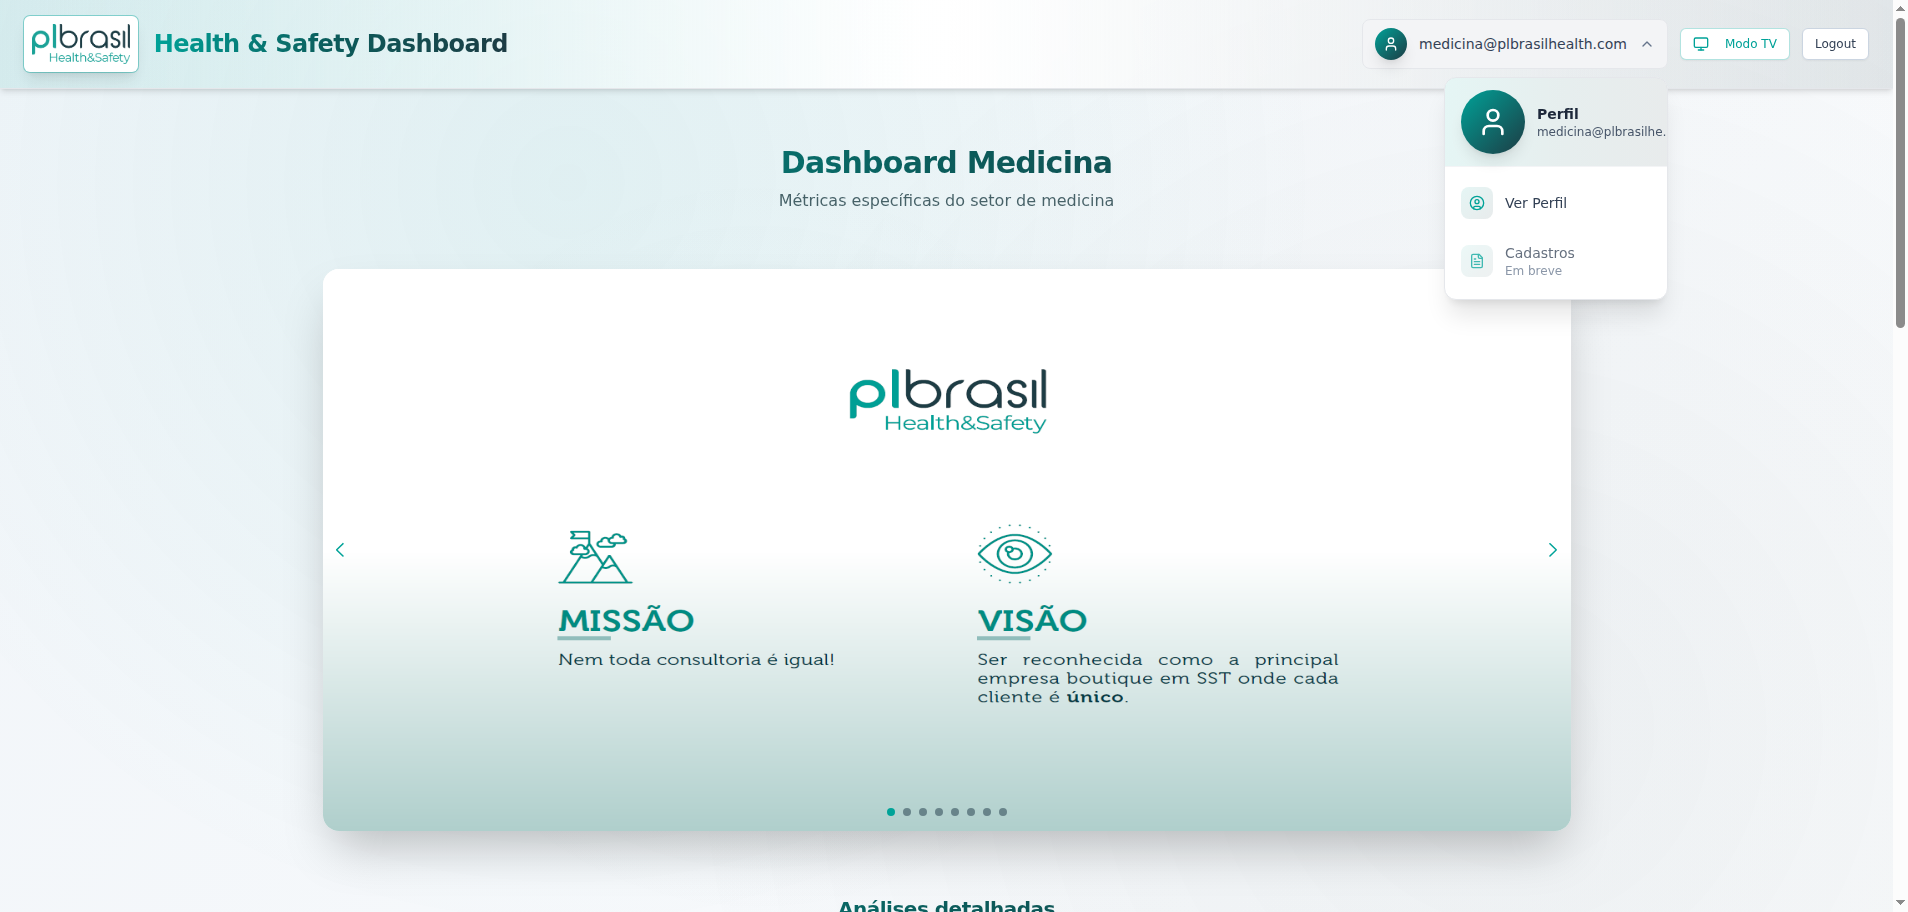 plbrasil
Health&Safety
Health & Safety Dashboard
medicina@plbrasilhealth.com
Modo TV
Logout
Perfil
medicina@plbrasilhe.
Ver Perfil
Cadastros
Em breve
Dashboard Medicina
Métricas específicas do setor de medicina
plbrasil
Health&Safety
MISSÃO
Nem toda consultoria é igual!
VISÃO
Ser reconhecida como a principal
empresa boutique em SST onde cada
cliente é único.
Análises detalhadas